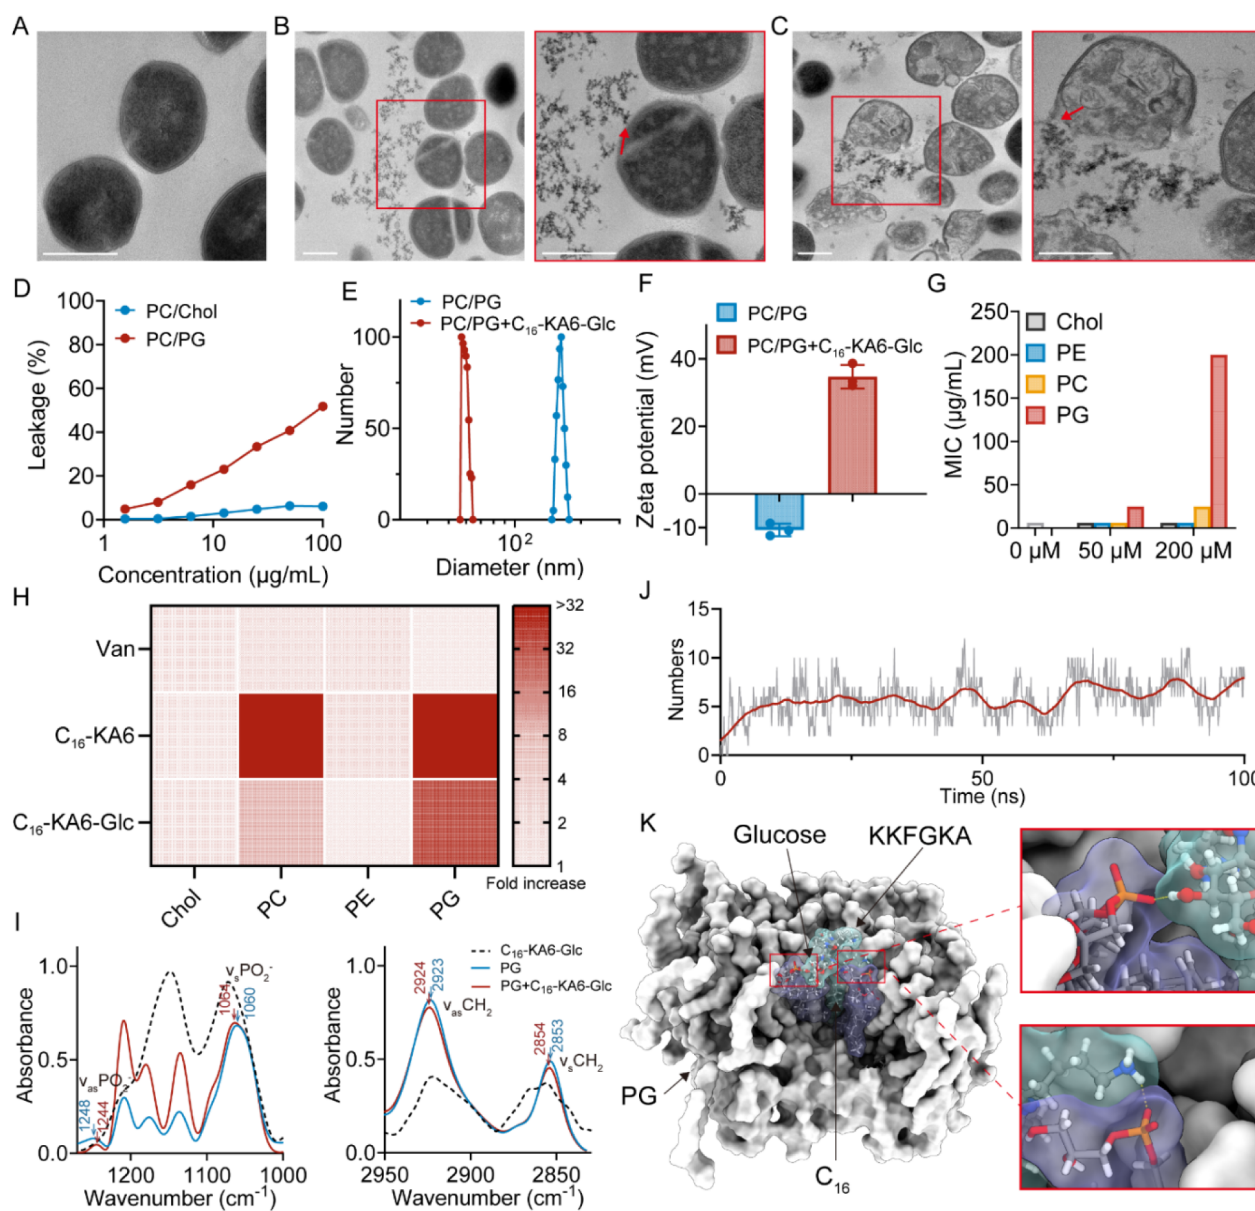 A
B
C
D
100
80
60
40
20
0
PC/Chol
PC/PG
Leakage (%)
1
10
100
Concentration (µg/mL)
E
PC/PG
PC/PG+C₁₆-KA6-Glc
100
50
0
Number
10²
Diameter (nm)
F
PC/PG
PC/PG+C₁₆-KA6-Glc
40
20
0
-10
Zeta potential (mV)
G
250
200
150
100
50
0
MIC (µg/mL)
Chol
PE
PC
PG
0 µM
50 µM
200 µM
H
Van
C₁₆-KA6
C₁₆-KA6-Glc
Chol
PC
PE
PG
>32
32
16
8
4
2
1
Fold increase
J
15
10
5
0
Numbers
0
50
100
Time (ns)
I
1.0
0.5
0.0
Absorbance
vₐₛPO₂⁻
1248
1244
vₛPO₂⁻
1064
1060
1200
1100
1000
Wavenumber (cm⁻¹)
1.0
0.5
0.0
Absorbance
2924
2923
vₐₛCH₂
2854
2853
vₛCH₂
C₁₆-KA6-Glc
PG
PG+C₁₆-KA6-Glc
2950
2900
2850
Wavenumber (cm⁻¹)
K
Glucose
KKFGKA
PG
C₁₆